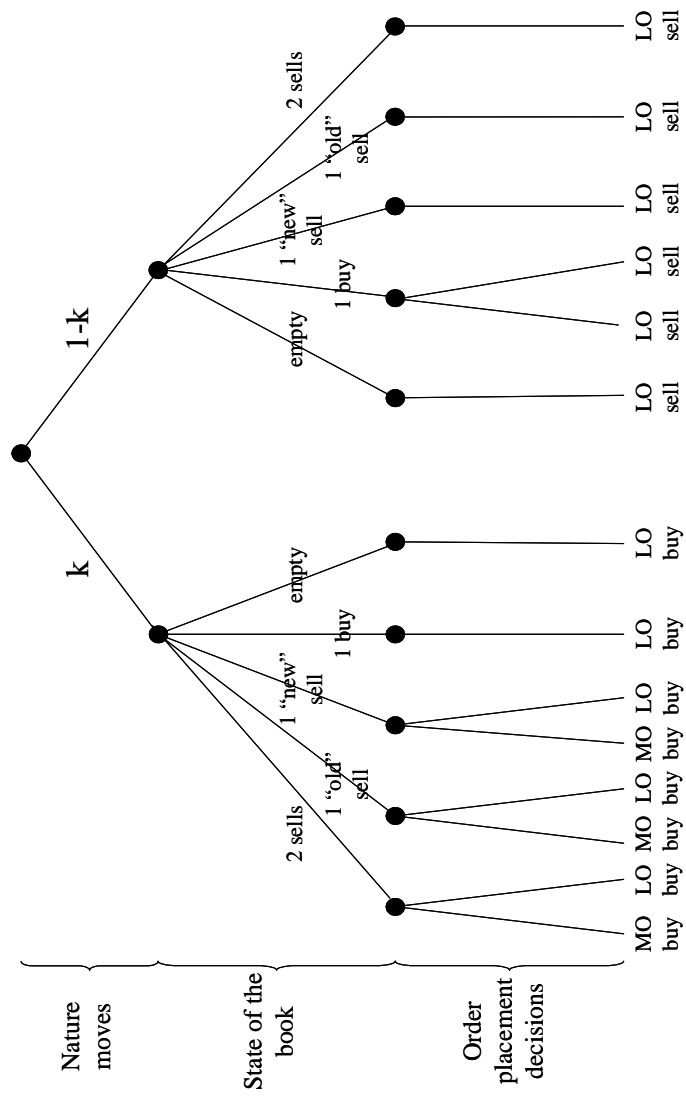 Nature
moves
k
1-k
State of the
book
2 sells
1 “old”
sell
1 “new”
sell
1 buy
empty
empty
1 buy
1 “new”
sell
1 “old”
sell
2 sells
Order
placement
decisions
MO
buy
LO
buy
MO
buy
LO
buy
MO
buy
LO
buy
LO
buy
LO
buy
LO
sell
LO
sell
LO
sell
LO
sell
LO
sell
LO
sell